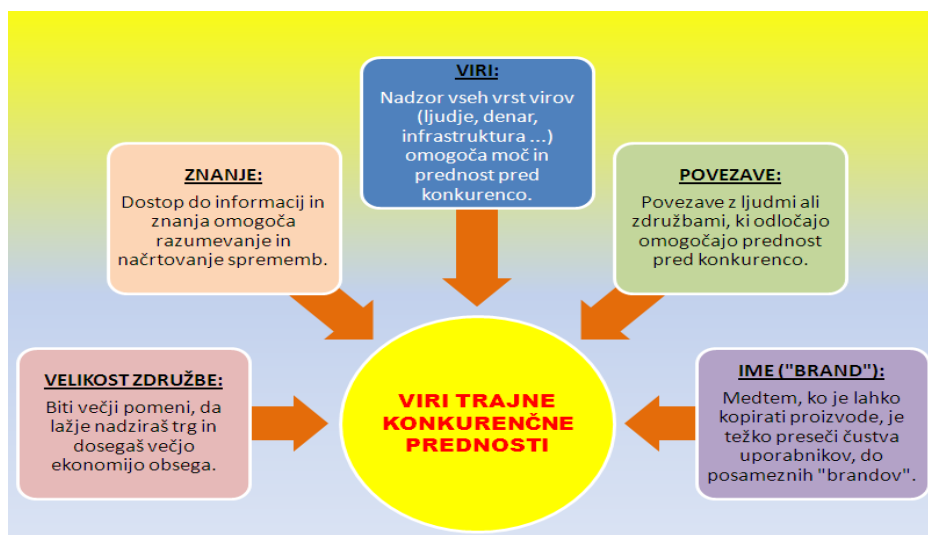 VIRI:
Nadzor vseh vrst virov
(ljudje, denar,
infrastruktura ...)
omogoča moč in
prednost pred
konkurenco.
ZNANJE:
Dostop do informacij in
znanja omogoča
razumevanje in
načrtovanje sprememb.
POVEZAVE:
Povezave z ljudmi ali
združbami, ki odločajo
omogočajo prednost
pred konkurenco.
VELIKOST ZDRUŽBE:
Biti večji pomeni, da
lažje nadziraš trg in
dosegaš večjo
ekonomijo obsega.
VIRI TRAJNE
KONKURENČNE
PREDNOSTI
IME ("BRAND"):
Medtem, ko je lahko
kopirati proizvode, je
težko preseči čustva
uporabnikov, do
posameznih "brandov".